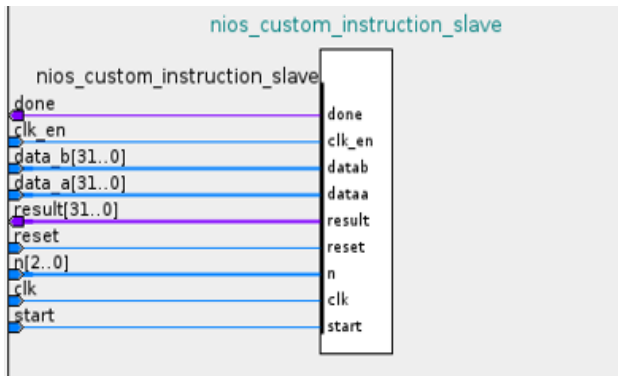 nios_custom_instruction_slave
nios_custom_instruction_slave
done
done
clk_en
clk_en
data_b[31..0]
datab
data_a[31..0]
dataa
result[31..0]
result
reset
reset
n[2..0]
n
clk
clk
start
start